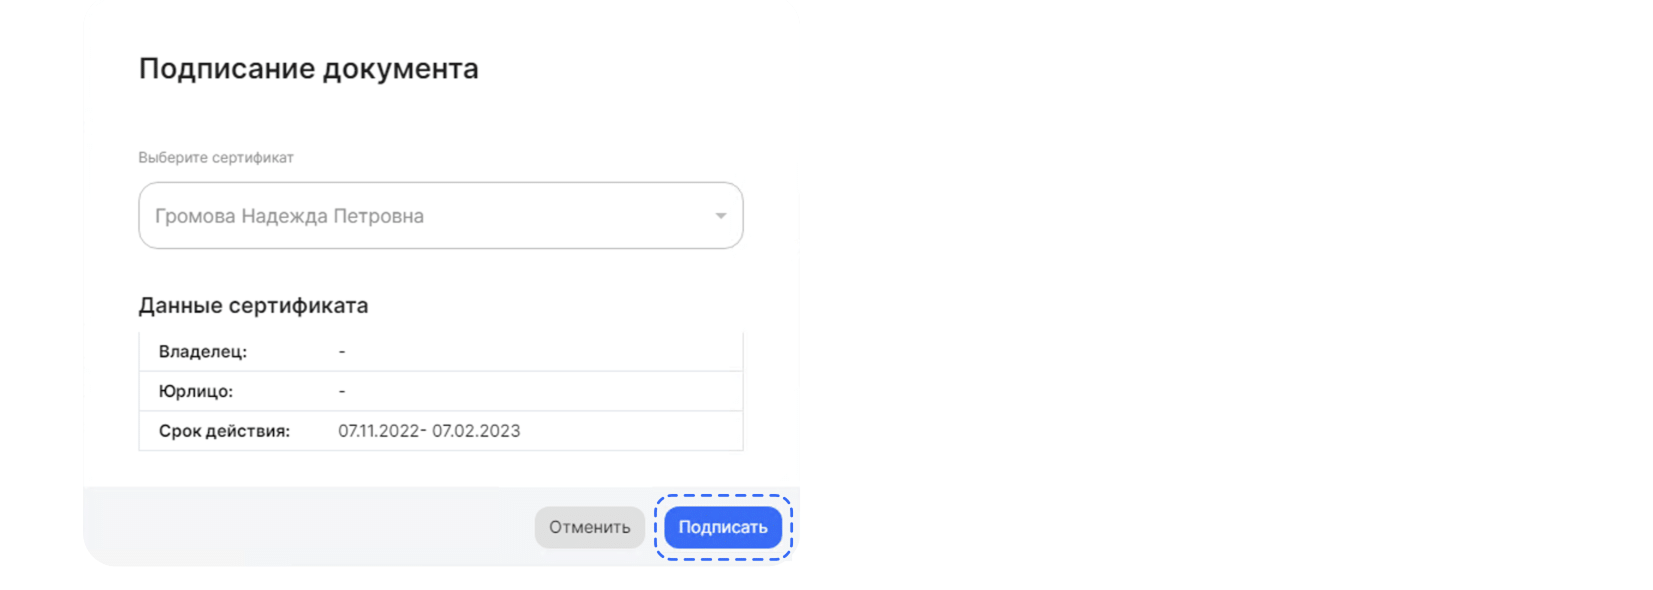 Подписание документа
Выберите сертификат
Громова Надежда Петровна
Данные сертификата
Владелец: -
Юрлицо: -
Срок действия: 07.11.2022- 07.02.2023
Отменить Подписать